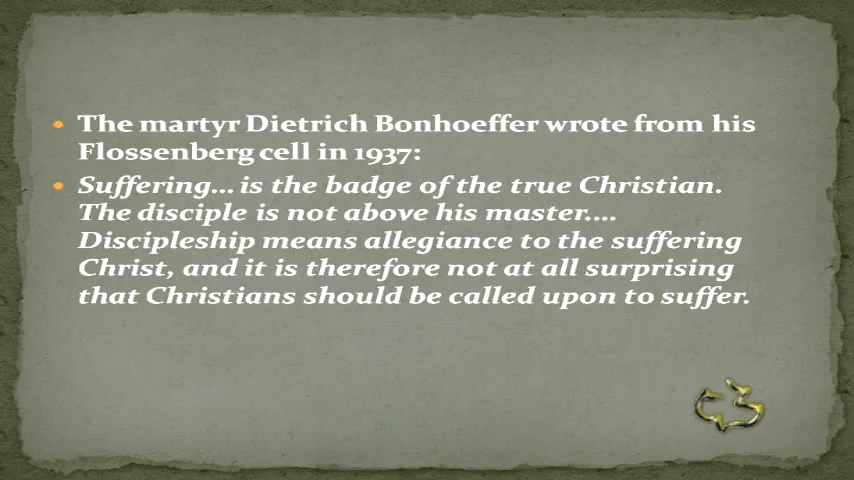 • The martyr Dietrich Bonhoeffer wrote from his
Flossenberg cell in 1937:
• Suffering... is the badge of the true Christian.
The disciple is not above his master....
Discipleship means allegiance to the suffering
Christ, and it is therefore not at all surprising
that Christians should be called upon to suffer.